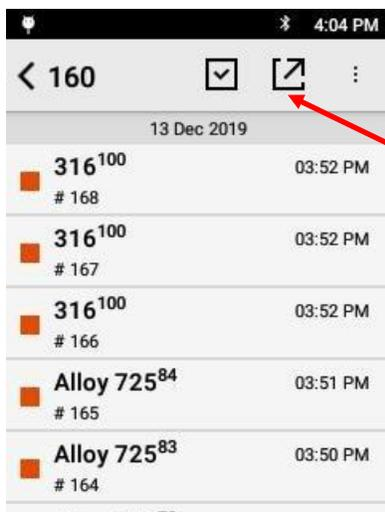 4:04 PM
160
13 Dec 2019
316¹⁰⁰ 03:52 PM
# 168
316¹⁰⁰ 03:52 PM
# 167
316¹⁰⁰ 03:52 PM
# 166
Alloy 725⁸⁴ 03:51 PM
# 165
Alloy 725⁸³ 03:50 PM
# 164